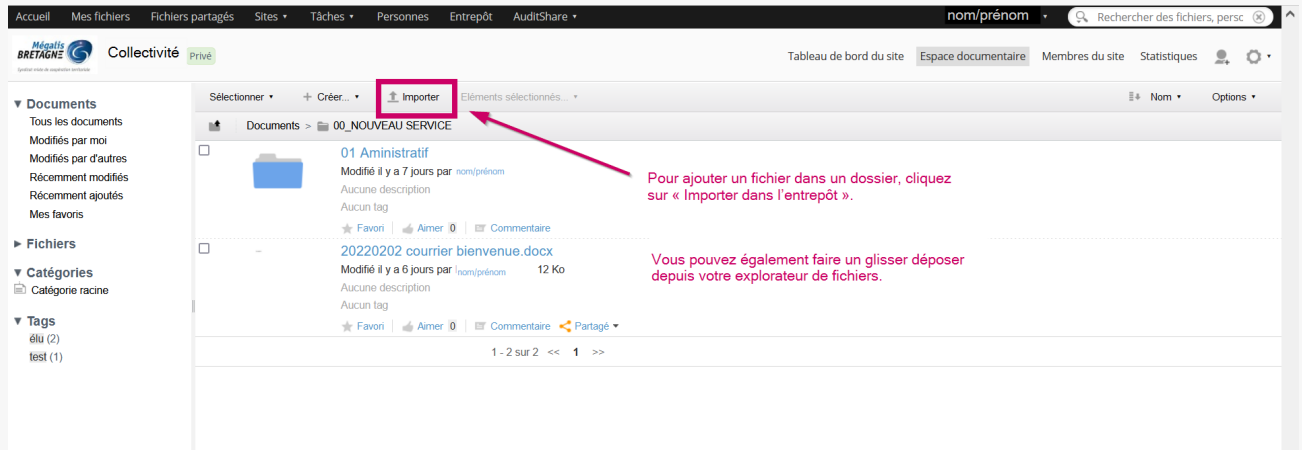 Accueil Mes fichiers Fichiers partagés Sites Tâches Personnes Entrepôt AuditShare nom/prénom Rechercher des fichiers, persc
Mégalis
BRETAGNE
Syndicat mixte de coopération territoriale
Collectivité Privé
Tableau de bord du site Espace documentaire Membres du site Statistiques
Documents
Tous les documents
Modifiés par moi
Modifiés par d'autres
Récemment modifiés
Récemment ajoutés
Mes favoris
Fichiers
Catégories
Catégorie racine
Tags
élu (2)
test (1)
Sélectionner + Créer... Importer Eléments sélectionnés... Nom Options
Documents > 00_NOUVEAU SERVICE
01 Aministratif
Modifié il y a 7 jours par nom/prénom
Aucune description
Aucun tag
Favori Aimer 0 Commentaire
20220202 courrier bienvenue.docx
Modifié il y a 6 jours par nom/prénom 12 Ko
Aucune description
Aucun tag
Favori Aimer 0 Commentaire Partagé
1 - 2 sur 2 << 1 >>
Pour ajouter un fichier dans un dossier, cliquez
sur « Importer dans l'entrepôt ».
Vous pouvez également faire un glisser déposer
depuis votre explorateur de fichiers.